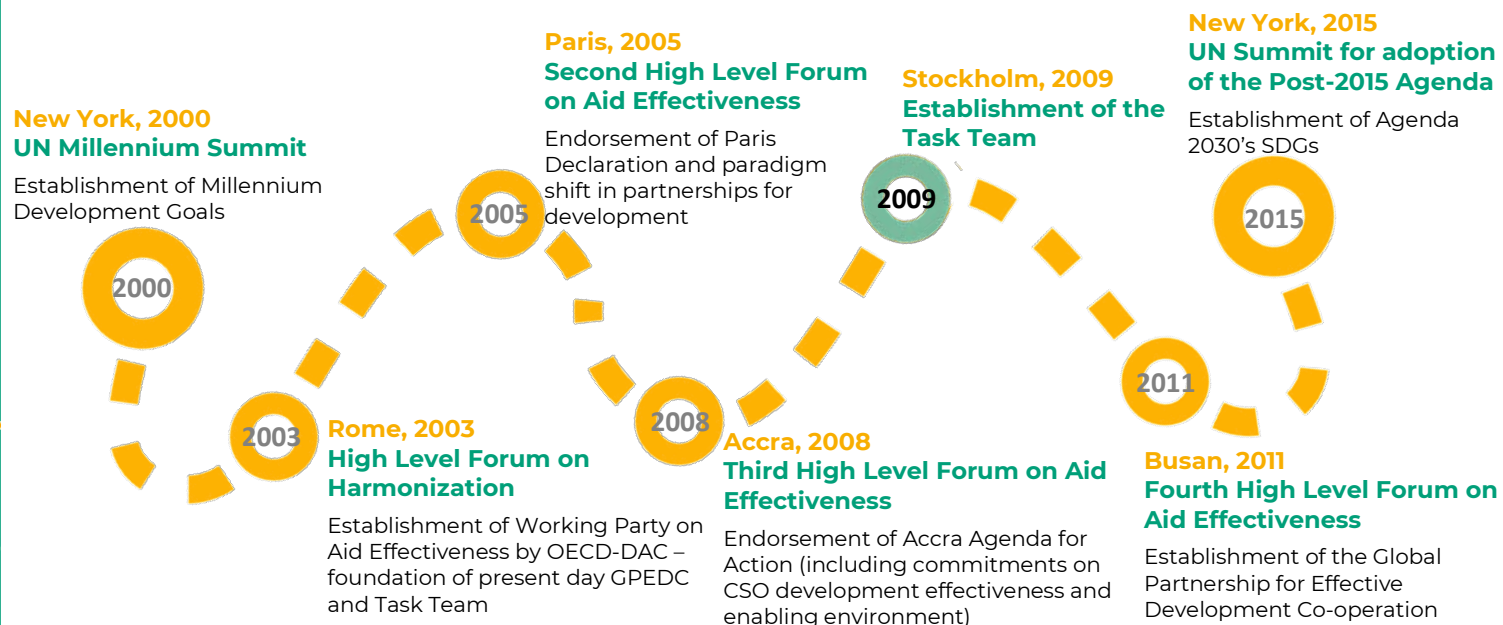 New York, 2000
UN Millennium Summit
Establishment of Millennium
Development Goals
2000
2003
Rome, 2003
High Level Forum on
Harmonization
Establishment of Working Party on
Aid Effectiveness by OECD-DAC –
foundation of present day GPEDC
and Task Team
Paris, 2005
Second High Level Forum
on Aid Effectiveness
Endorsement of Paris
Declaration and paradigm
shift in partnerships for
development
2005
2008
Accra, 2008
Third High Level Forum on Aid
Effectiveness
Endorsement of Accra Agenda for
Action (including commitments on
CSO development effectiveness and
enabling environment)
Stockholm, 2009
Establishment of the
Task Team
2009
2011
Busan, 2011
Fourth High Level Forum on
Aid Effectiveness
Establishment of the Global
Partnership for Effective
Development Co-operation
New York, 2015
UN Summit for adoption
of the Post-2015 Agenda
Establishment of Agenda
2030's SDGs
2015